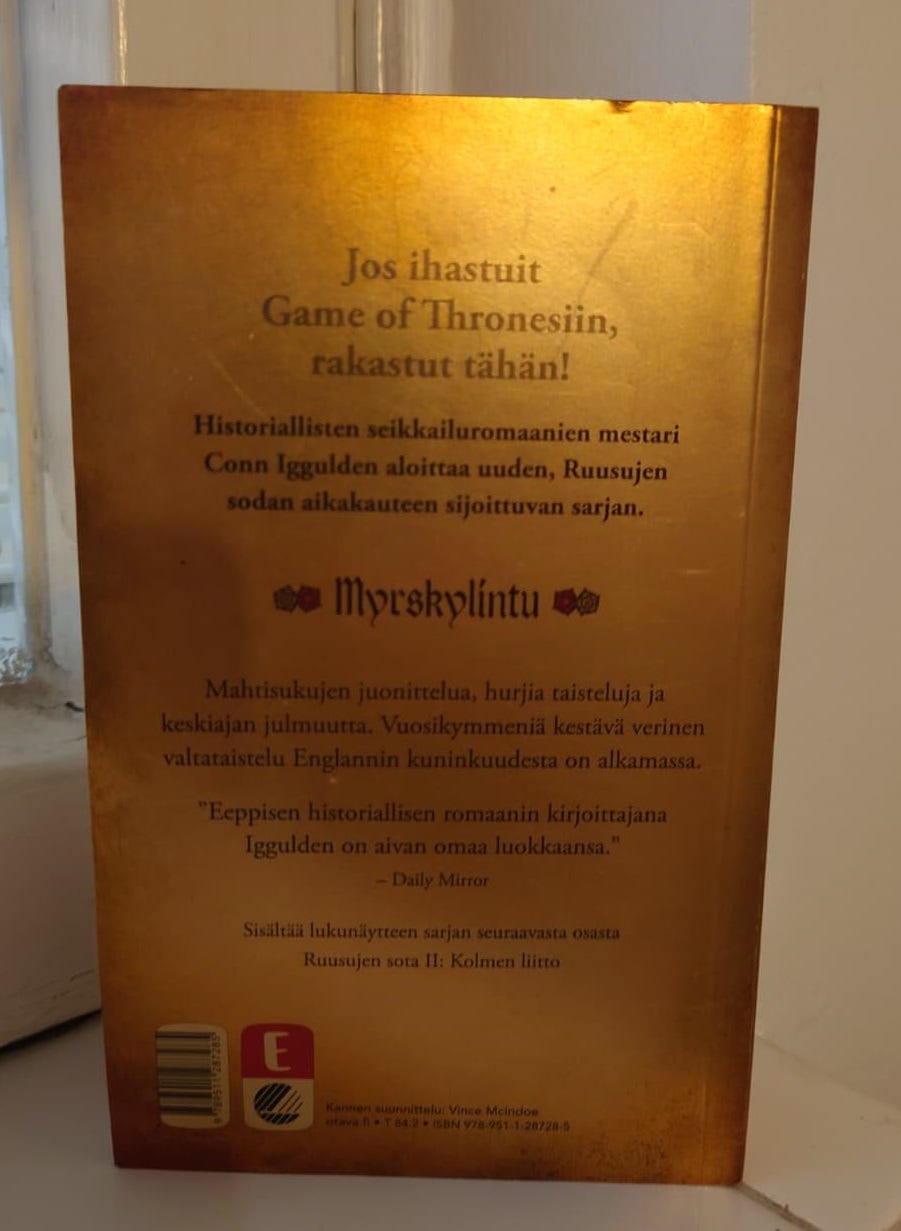 Jos ihastuit
Game of Thronesiin,
rakastut tähän!
Historiallisten seikkailuromaanien mestari
Conn Iggulden aloittaa uuden, Ruusujen
sodan aikakauteen sijoittuvan sarjan.
Myrskylintu
Mahtisukujen juonittelua, hurjia taisteluja ja
keskiajan julmuutta. Vuosikymmeniä kestävä verinen
valtataistelu Englannin kuninkuudesta on alkamassa.
"Eeppisen historiallisen romaanin kirjoittajana
Iggulden on aivan omaa luokkaansa."
– Daily Mirror
Sisältää lukunäytteen sarjan seuraavasta osasta
Ruusujen sota II: Kolmen liitto
9 789511 287285
E
Kannen suunnittelu: Vince McIndoe
otava.fi • T 84.2 • ISBN 978-951-1-28728-5